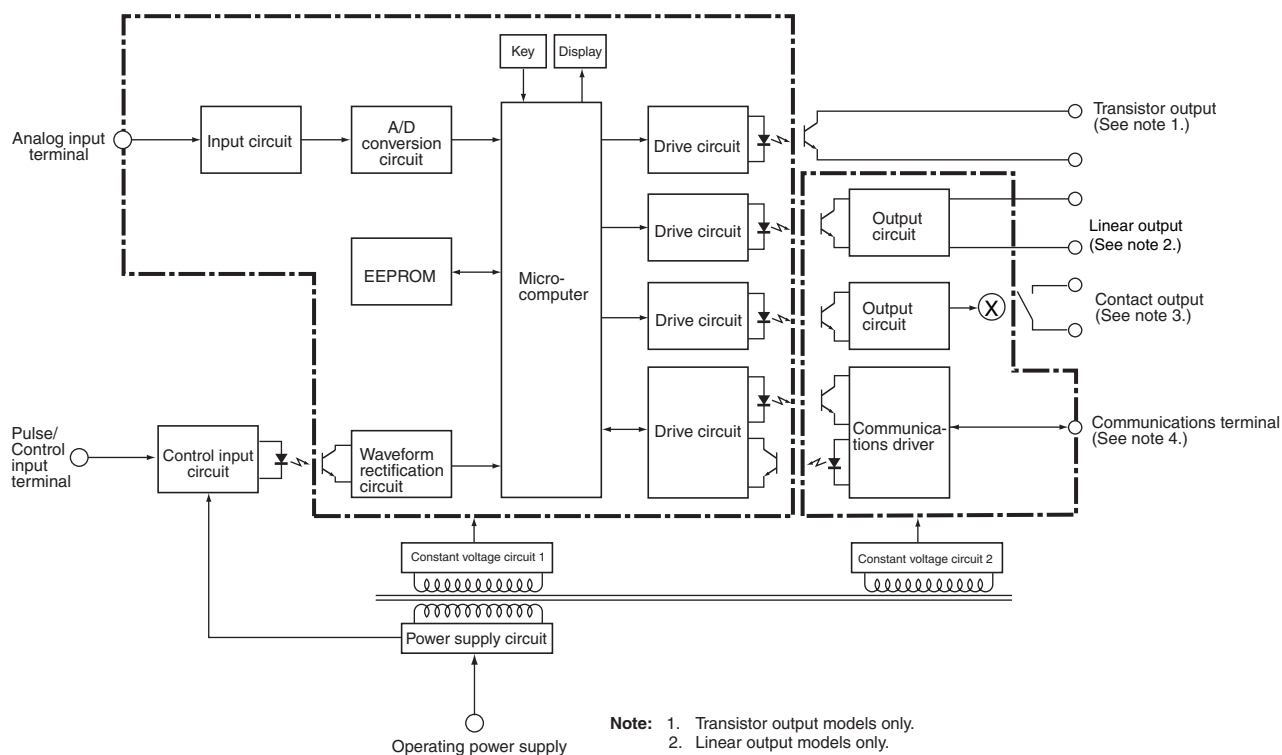 Key
Display
Analog input
terminal
Input circuit
A/D
conversion
circuit
Drive circuit
Transistor output
(See note 1.)
Drive circuit
Output
circuit
Linear output
(See note 2.)
EEPROM
Micro-
computer
Drive circuit
Output
circuit
X
Contact output
(See note 3.)
Pulse/
Control
input
terminal
Control input
circuit
Waveform
rectification
circuit
Drive circuit
Communica-
tions driver
Communications terminal
(See note 4.)
Constant voltage circuit 1
Constant voltage circuit 2
Power supply circuit
Operating power supply
Note: 1. Transistor output models only.
2. Linear output models only.